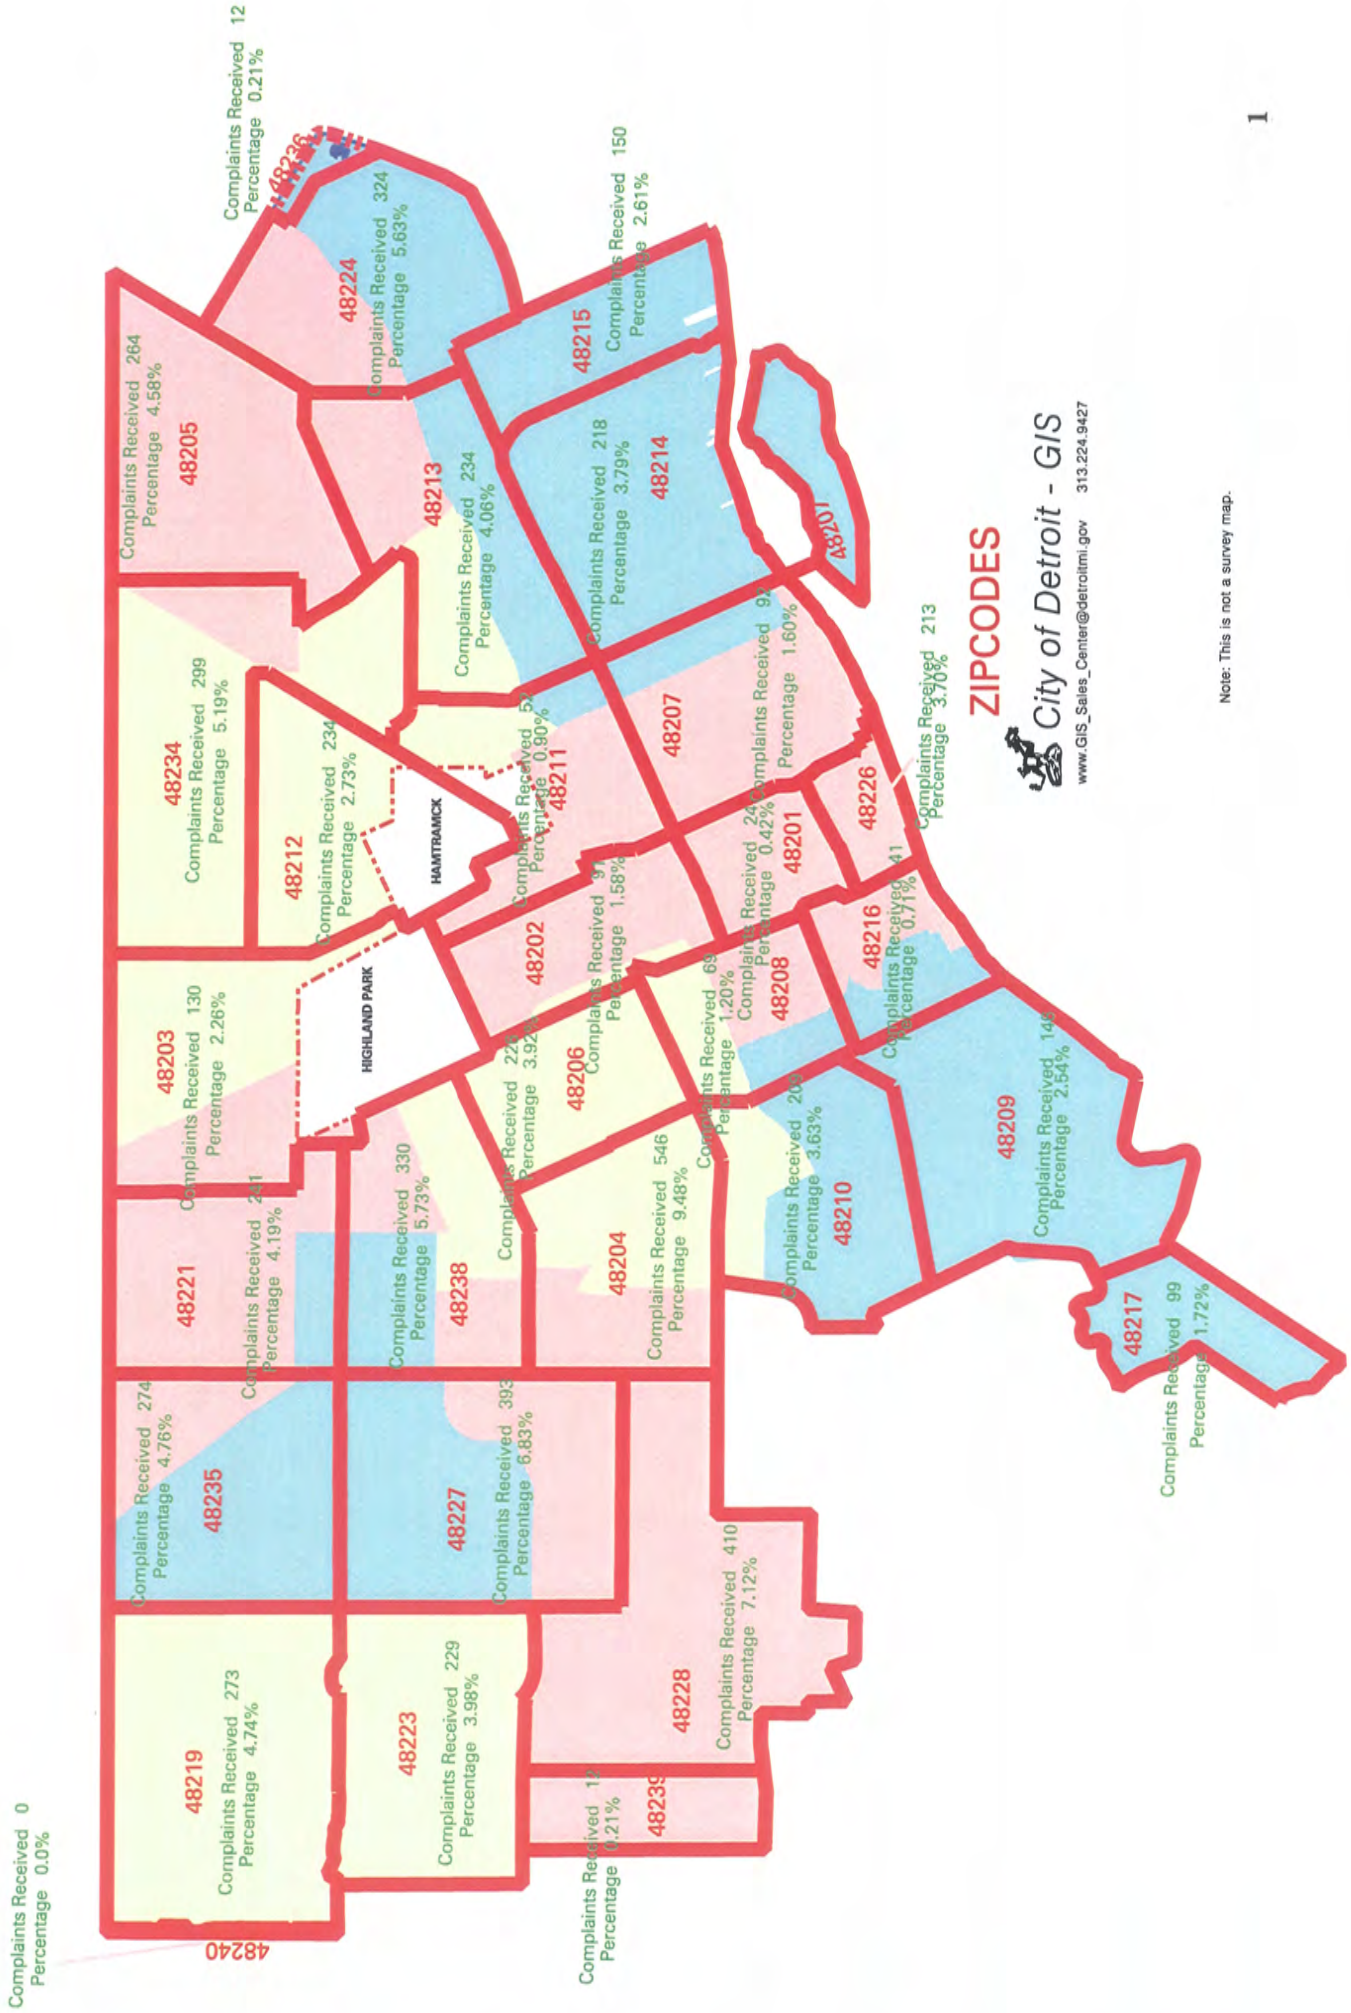 Complaints Received 0
Percentage 0.0%
48240
48219
Complaints Received 273
Percentage 4.74%
48223
Complaints Received 229
Percentage 3.98%
Complaints Received 12
Percentage 0.21%
48239
48228
Complaints Received 410
Percentage 7.12%
Complaints Received 274
Percentage 4.76%
48235
48227
Complaints Received 393
Percentage 6.83%
48221
Complaints Received 241
Percentage 4.19%
Complaints Received 330
Percentage 5.73%
48238
48204
Complaints Received 546
Percentage 9.48%
48203
Complaints Received 130
Percentage 2.26%
HIGHLAND PARK
Complaints Received
Percentage 3.92%
48206
Complaints Received 69
Percentage 1.20%
Complaints Received 209
Percentage 3.63%
48210
48209
Complaints Received
Percentage 2.54%
48217
Complaints Received 99
Percentage 1.72%
48234
Complaints Received 299
Percentage 5.19%
48212
Complaints Received 234
Percentage 2.73%
HAMTRAMCK
48202
Complaints Received 91
Percentage 1.58%
Complaints Received 52
Percentage 0.90%
48211
48208
Complaints Received 24
Percentage 0.42%
48201
48216
Complaints Received 41
Percentage 0.71%
48207
Complaints Received 92
Percentage 1.60%
48226
Complaints Received 213
Percentage 3.70%
Complaints Received 264
Percentage 4.58%
48205
48213
Complaints Received 234
Percentage 4.06%
Complaints Received 218
Percentage 3.79%
48214
48207
Complaints Received 12
Percentage 0.21%
48236
48224
Complaints Received 324
Percentage 5.63%
48215
Complaints Received 150
Percentage 2.61%
ZIPCODES
City of Detroit - GIS
www.GIS_Sales_Center@detroitmi.gov 313.224.9427
Note: This is not a survey map.
1